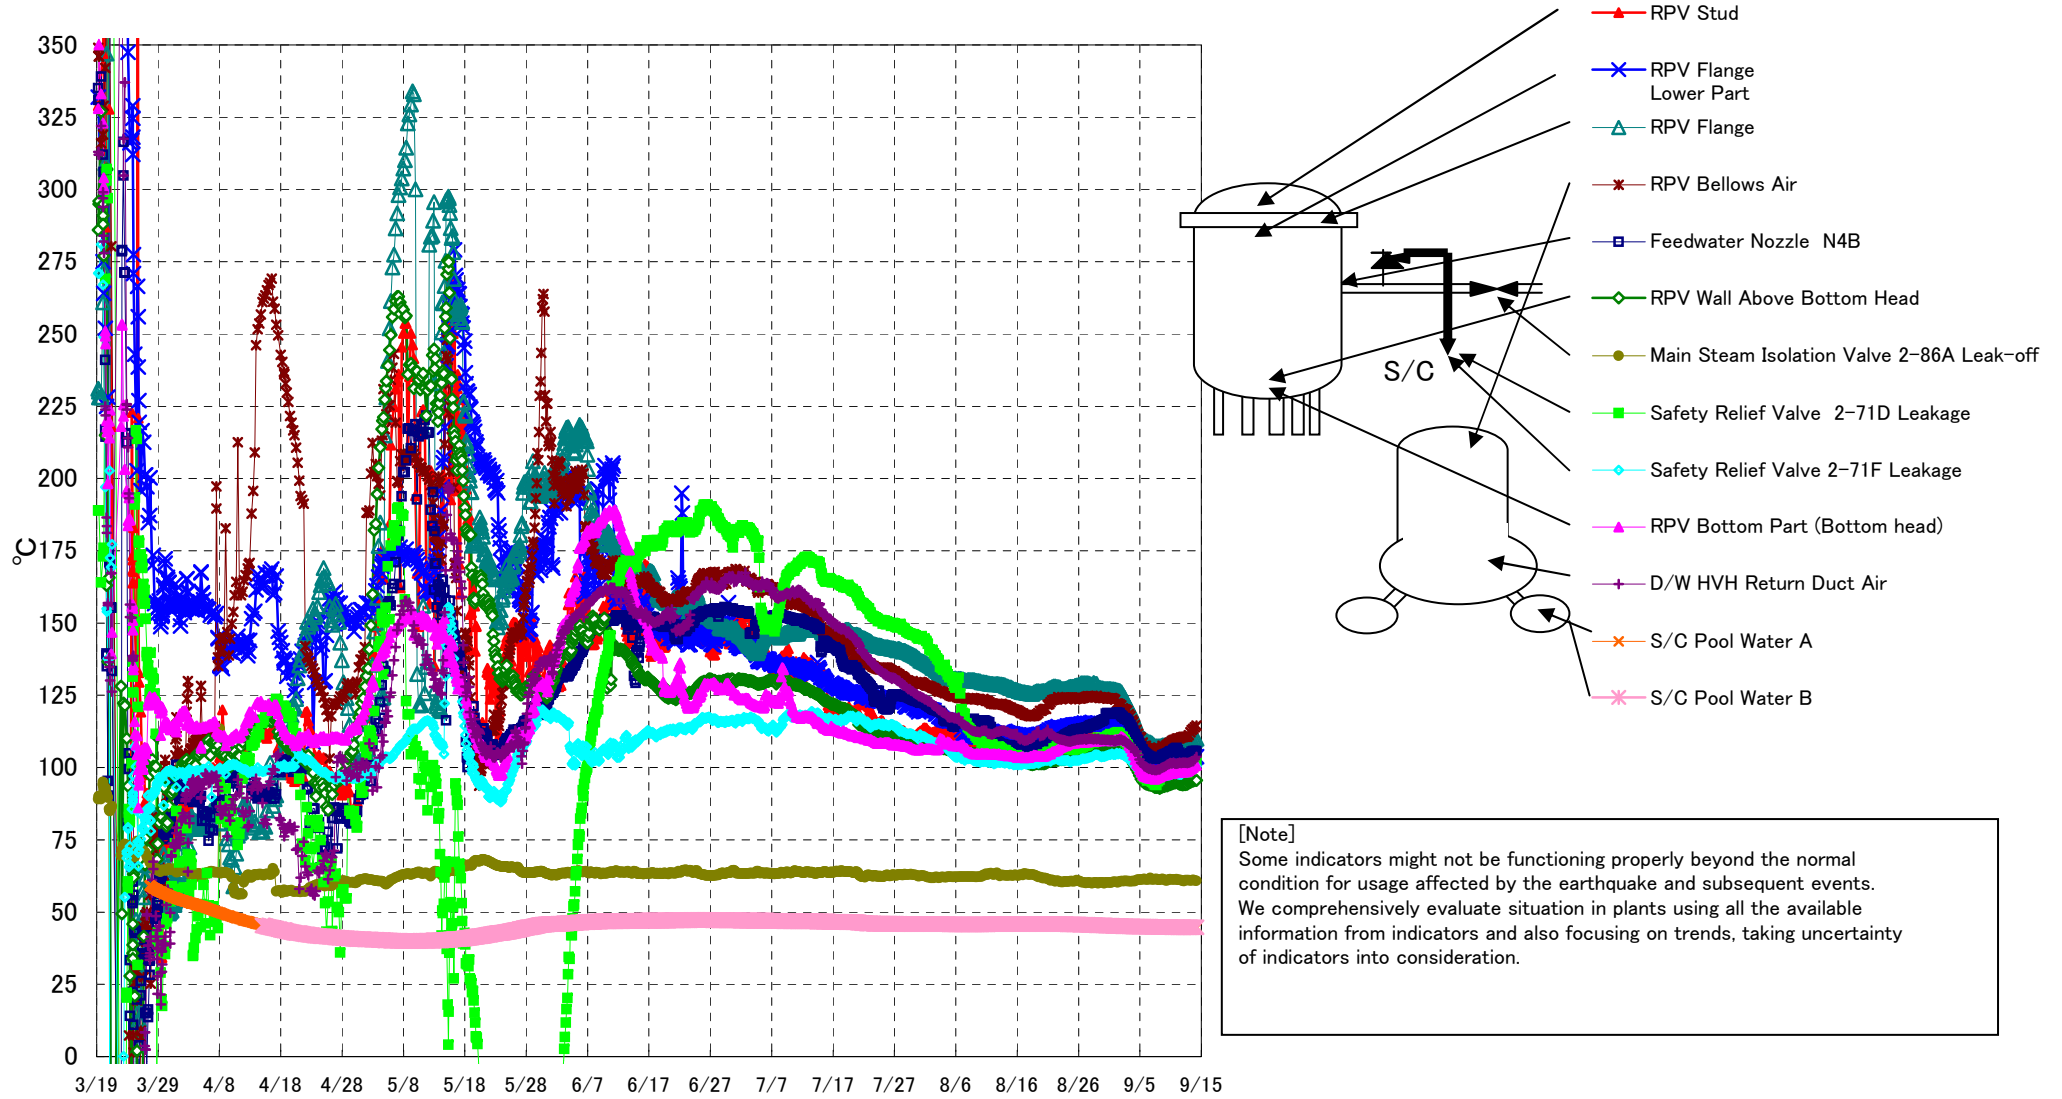 ℃
350
325
300
275
250
225
200
175
150
125
100
75
50
25
0
3/19 3/29 4/8 4/18 4/28 5/8 5/18 5/28 6/7 6/17 6/27 7/7 7/17 7/27 8/6 8/16 8/26 9/5 9/15
RPV Stud
RPV Flange
Lower Part
RPV Flange
RPV Bellows Air
Feedwater Nozzle N4B
RPV Wall Above Bottom Head
Main Steam Isolation Valve 2-86A Leak-off
Safety Relief Valve 2-71D Leakage
Safety Relief Valve 2-71F Leakage
RPV Bottom Part (Bottom head)
D/W HVH Return Duct Air
S/C Pool Water A
S/C Pool Water B
S/C
[Note]
Some indicators might not be functioning properly beyond the normal
condition for usage affected by the earthquake and subsequent events.
We comprehensively evaluate situation in plants using all the available
information from indicators and also focusing on trends, taking uncertainty
of indicators into consideration.